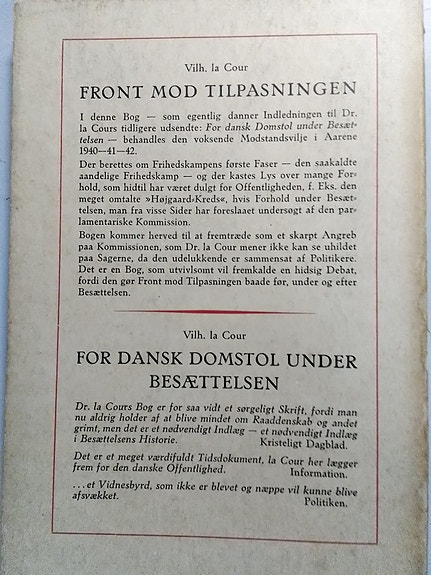 Vilh. la Cour
FRONT MOD TILPASNINGEN
I denne Bog — som egentlig danner Indledningen til Dr.
la Cours tidligere udsendte: For dansk Domstol under Besæt-
telsen — behandles den voksende Modstandsvilje i Aarene
1940—41—42.
Der berettes om Frihedskampens første Faser — den saakaldte
aandelige Frihedskamp — og der kastes Lys over mange For-
hold, som hidtil har været dulgt for Offentligheden, f. Eks. den
meget omtalte »Højgaard-Kreds«, hvis Forhold under Besæt-
telsen, man fra visse Sider har foreslaaet undersøgt af den par-
lamentariske Kommission.
Bogen kommer herved til at fremtræde som et skarpt Angreb
paa Kommissionen, som Dr. la Cour mener ikke kan se uhildet
paa Sagerne, da den udelukkende er sammensat af Politikere.
Det er en Bog, som utvivlsomt vil fremkalde en hidsig Debat,
fordi den gør Front mod Tilpasningen baade før, under og efter
Besættelsen.
Vilh. la Cour
FOR DANSK DOMSTOL UNDER
BESÆTTELSEN
Dr. la Cours Bog er for saa vidt et sørgeligt Skrift, fordi man
nu aldrig holder af at blive mindet om Raaddenskab og andet
grimt, men det er et nødvendigt Indlæg — et nødvendigt Indlæg
i Besættelsens Historie. Kristeligt Dagblad.
Det er et meget værdifuldt Tidsdokument, la Cour her lægger
frem for den danske Offentlighed. Information.
. . . et Vidnesbyrd, som ikke er blevet og næppe vil kunne blive
afsvækket. Politiken.